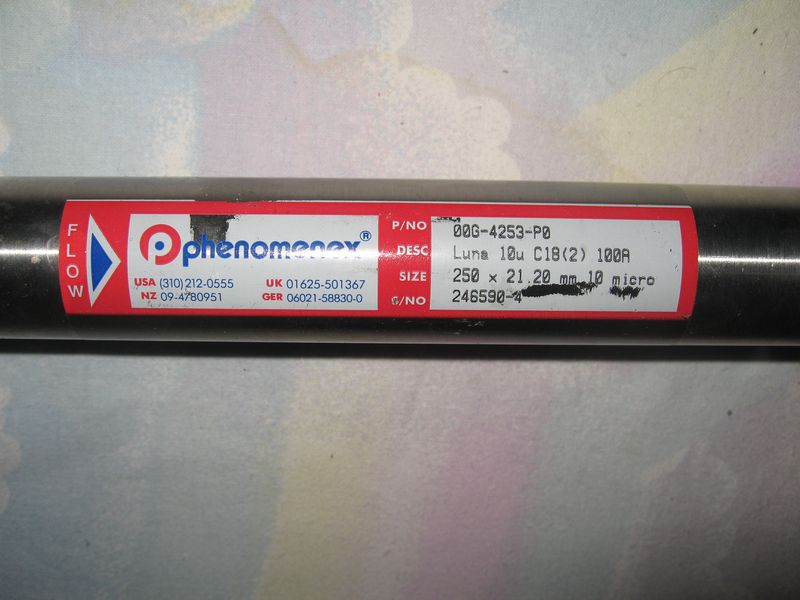 FLOW
phenomenex®
USA (310) 212-0555 UK 01625-501367
NZ 09-4780951 GER 06021-58830-0
P/NO 00G-4253-P0
DESC Luna 10u C18(2) 100A
SIZE 250 x 21.20 mm 10 micro
S/NO 246590-4